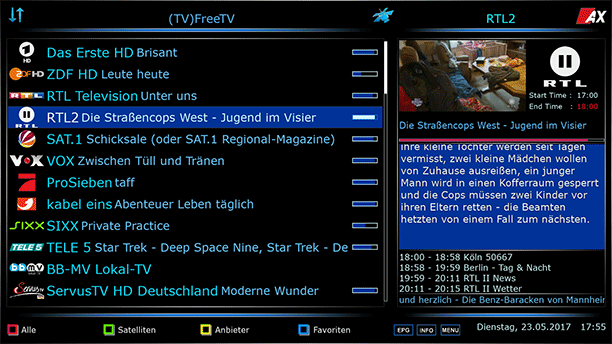 (TV)FreeTV
RTL2
AX
Das Erste HD Brisant
ZDF HD Leute heute
RTL Television Unter uns
RTL2 Die Straßencops West - Jugend im Visier
SAT.1 Schicksale (oder SAT.1 Regional-Magazine)
VOX Zwischen Tüll und Tränen
ProSieben taff
kabel eins Abenteuer Leben täglich
SIXX Private Practice
TELE 5 Star Trek - Deep Space Nine, Star Trek - De
BB-MV Lokal-TV
ServusTV HD Deutschland Moderne Wunder
RTL
Start Time : 17:00
End Time : 18:00
Die Straßencops West - Jugend im Visier
Ihre kleine Tochter werden seit Tagen
vermisst, zwei kleine Mädchen wollen
von Zuhause ausreißen, ein junger
Mann wird in einen Kofferraum gesperrt
und die Cops müssen zwei Kinder vor
ihren Eltern retten - die Beamten
hetzten von einem Fall zum nächsten.
18:00 - 18:58 Köln 50667
18:58 - 19:59 Berlin - Tag & Nacht
19:59 - 20:11 RTL II News
20:11 - 20:15 RTL II Wetter
und herzlich - Die Benz-Baracken von Mannheim
Alle
Satelliten
Anbieter
Favoriten
EPG INFO MENU
Dienstag, 23.05.2017 17:55